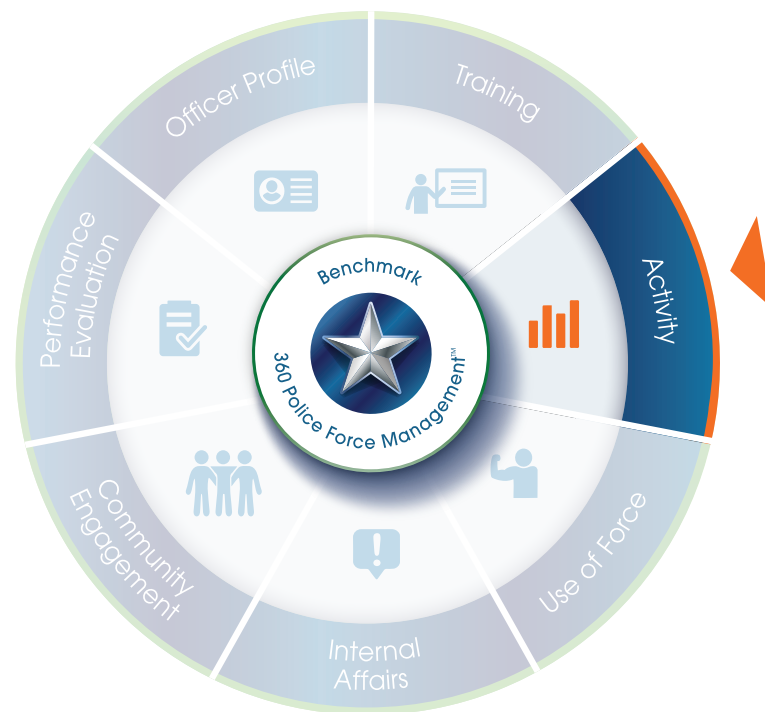 Officer Profile
Training
Activity
Use of Force
Internal
Affairs
Community
Engagement
Performance
Evaluation
Benchmark
360 Police Force Management™